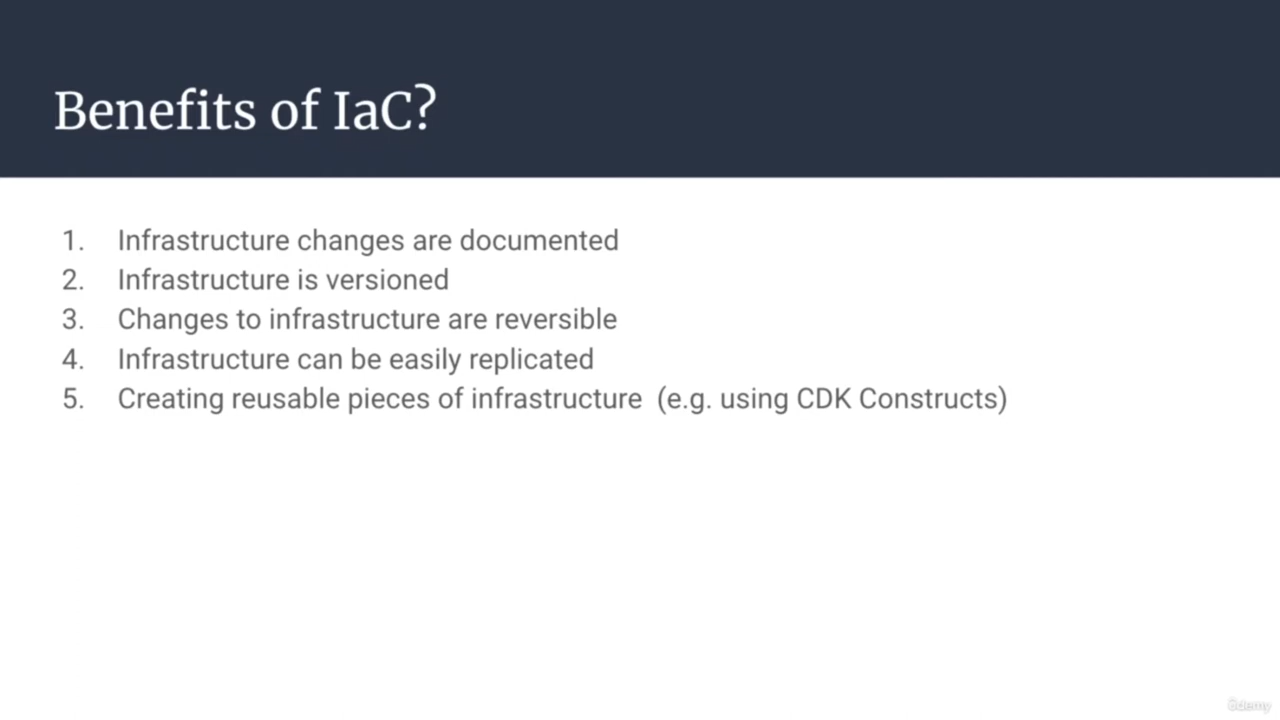 Benefits of IaC?
1. Infrastructure changes are documented
2. Infrastructure is versioned
3. Changes to infrastructure are reversible
4. Infrastructure can be easily replicated
5. Creating reusable pieces of infrastructure (e.g. using CDK Constructs)
ûdemy